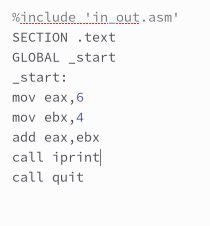 %include 'in_out.asm'
SECTION .text
GLOBAL _start
_start:
mov eax,6
mov ebx,4
add eax,ebx
call iprint
call quit